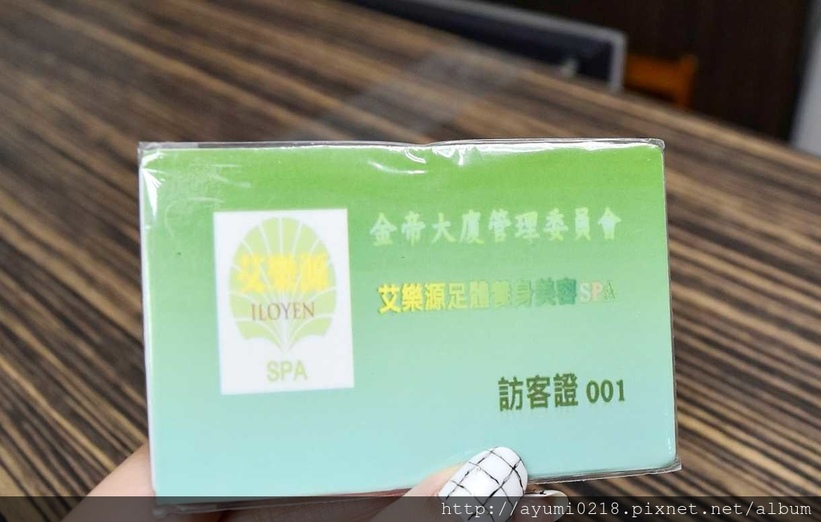 金帝大廈管理委員會
艾樂源
ILOYEN
SPA
艾樂源足體養身美容SPA
訪客證 001
http://ayumi0218.pixnet.net/album